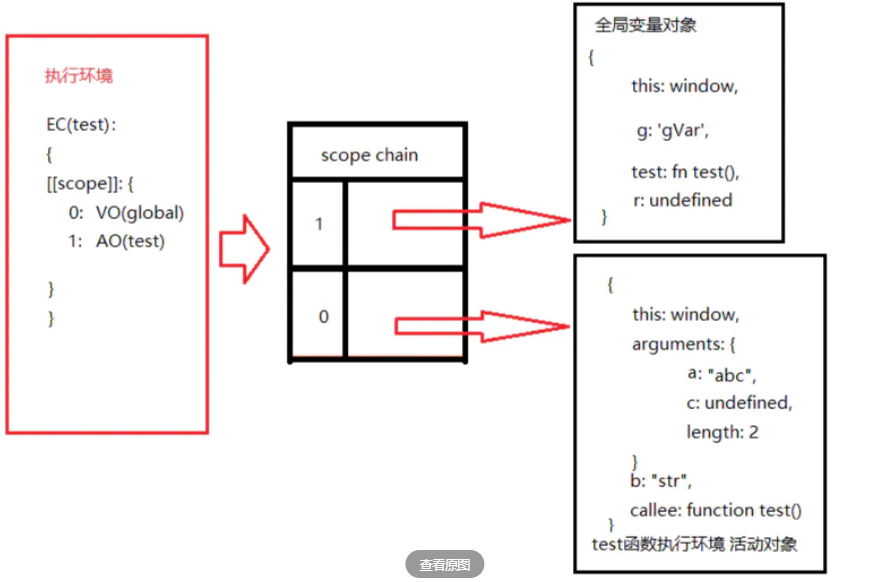 执行环境
EC(test):
{
[[scope]]: {
0: VO(global)
1: AO(test)
}
}
scope chain
1
0
全局变量对象
{
this: window,
g: 'gVar',
test: fn test(),
r: undefined
}
{
this: window,
arguments: {
a: "abc",
c: undefined,
length: 2
}
b: "str",
callee: function test()
}
test函数执行环境 活动对象
查看原图